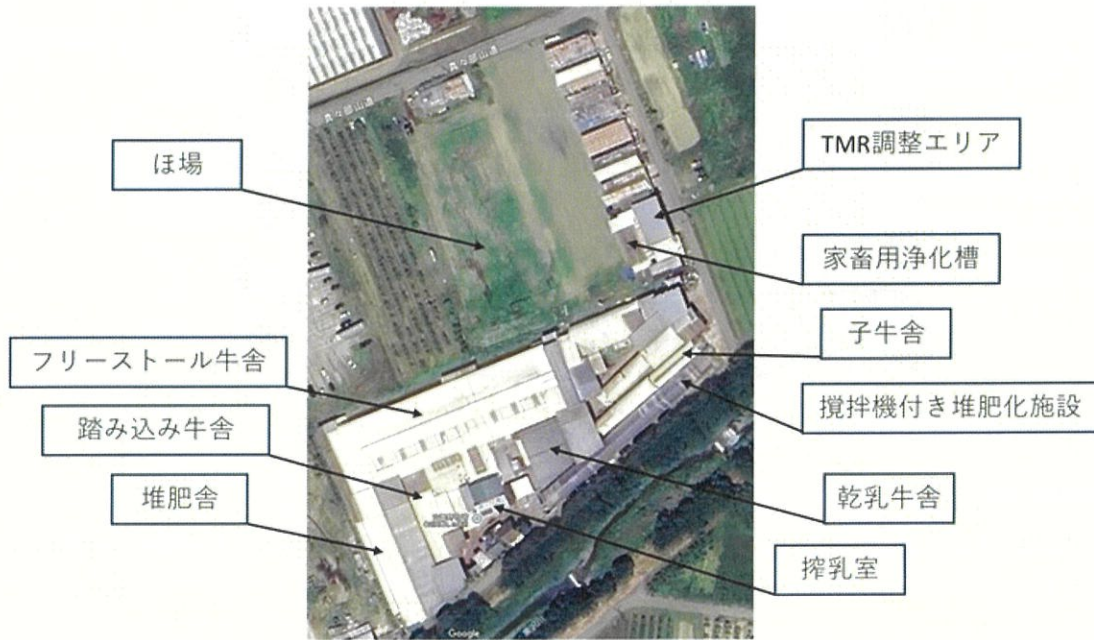 TMR調整エリア
ほ場
家畜用浄化槽
子牛舎
フリーストール牛舎
撹拌機付き堆肥化施設
踏み込み牛舎
堆肥舎
乾乳牛舎
搾乳室
Google